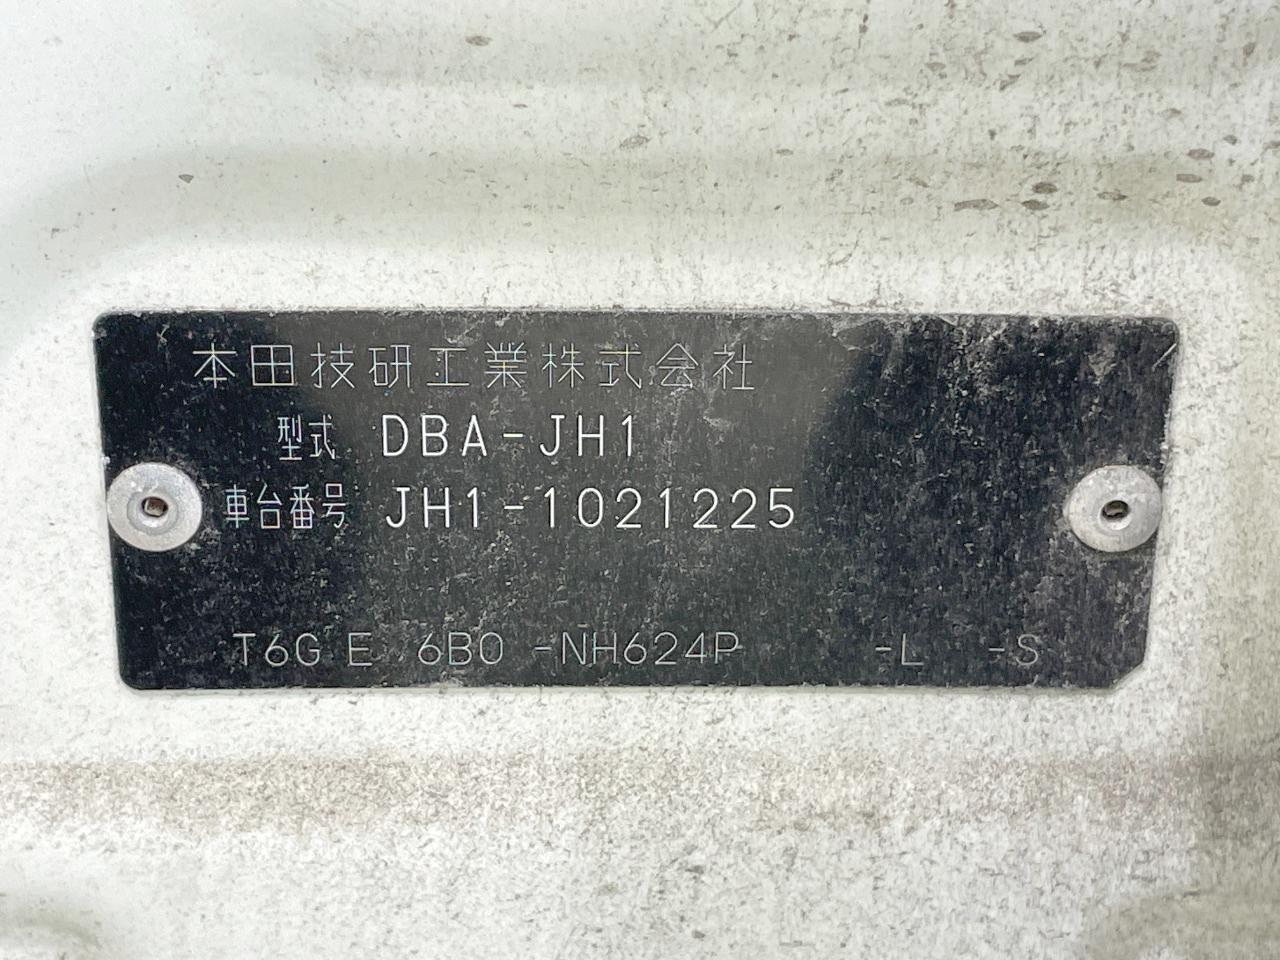 本田技研工業株式会社
型式 DBA-JH1
車台番号 JH1-1021225
T6G E 6B0 -NH624P -L -S